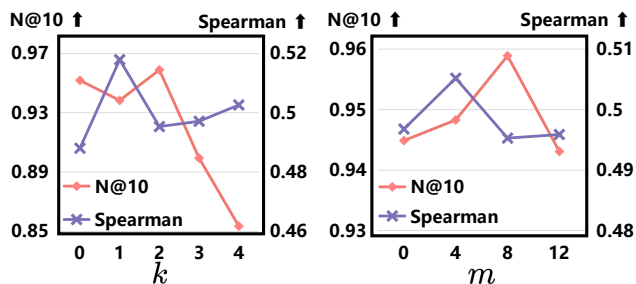 N@10 ⬆ Spearman ⬆
0.97 0.52
0.93 0.5
0.89 0.48
0.85 0.46
N@10
Spearman
0 1 2 3 4
k
N@10 ⬆ Spearman ⬆
0.96 0.51
0.95 0.5
0.94 0.49
0.93 0.48
N@10
Spearman
0 4 8 12
m